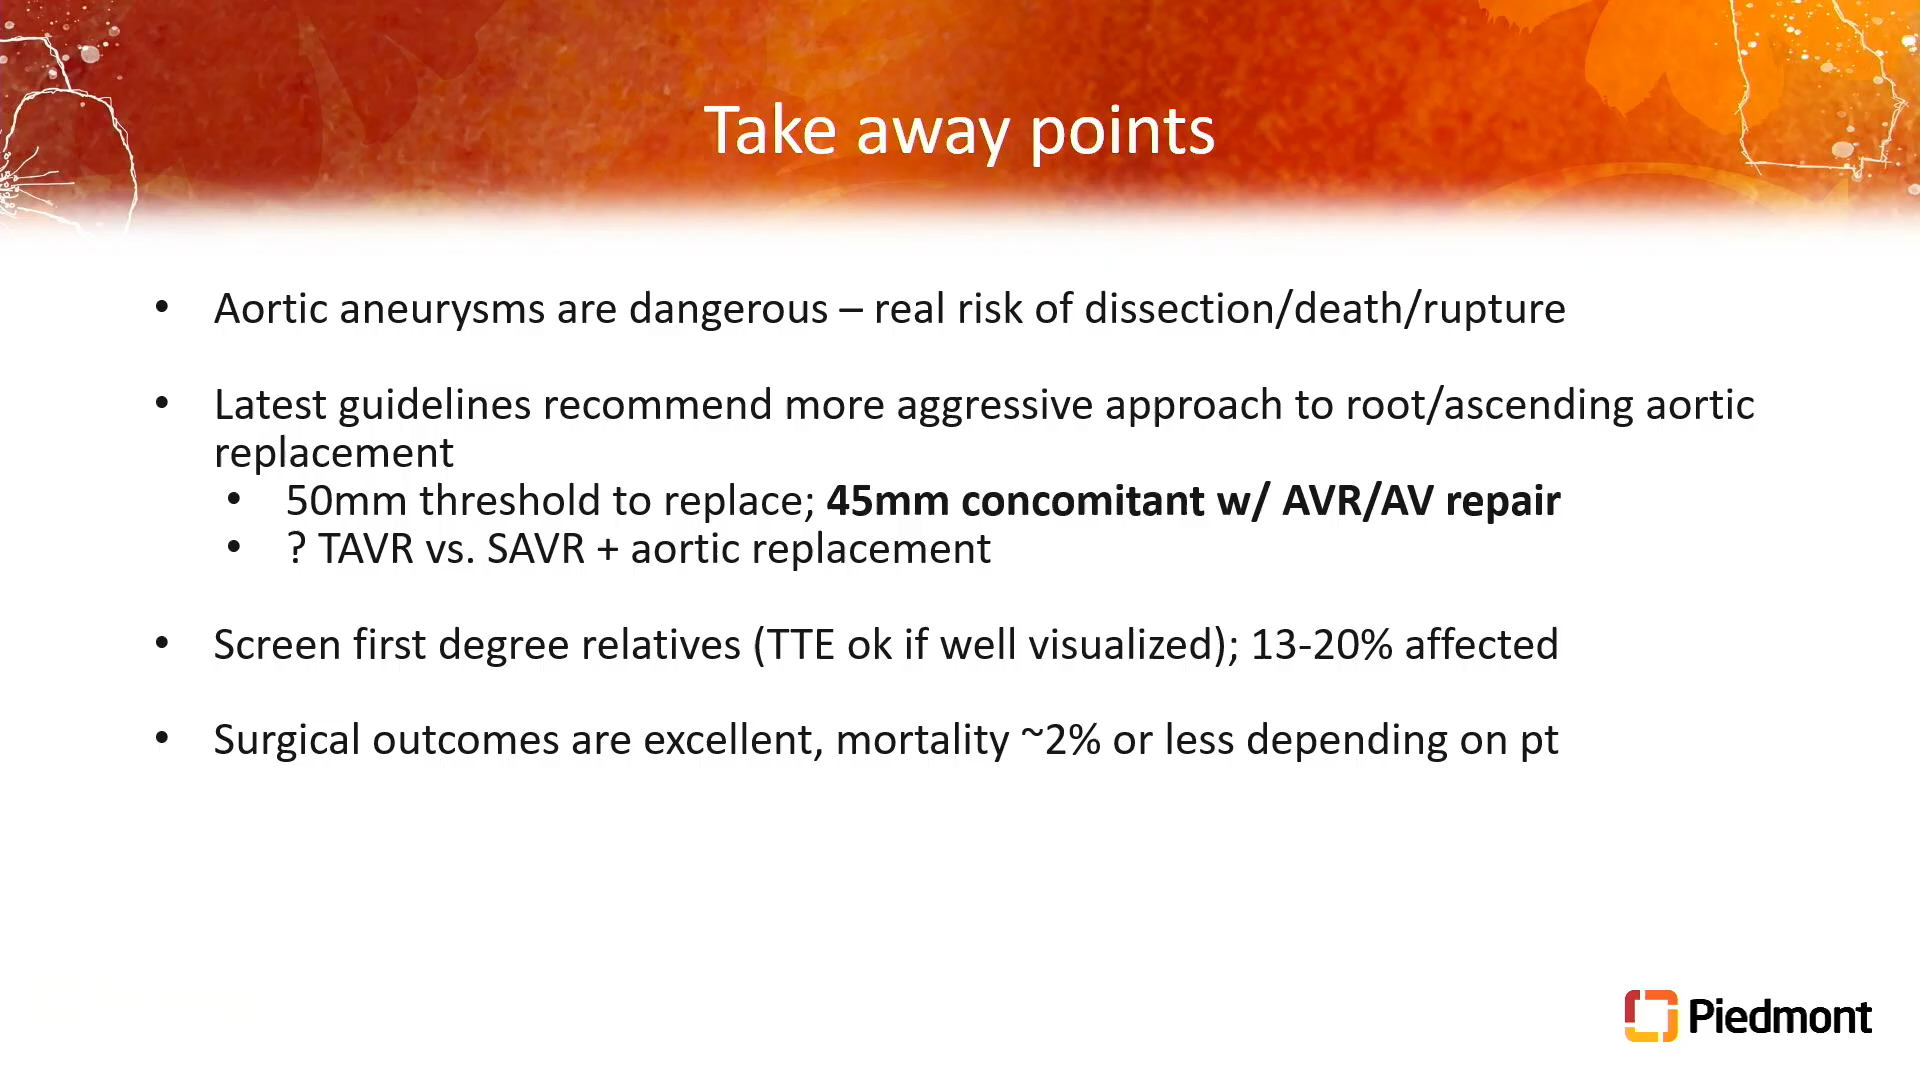 Take away points
• Aortic aneurysms are dangerous – real risk of dissection/death/rupture
• Latest guidelines recommend more aggressive approach to root/ascending aortic
replacement
• 50mm threshold to replace; 45mm concomitant w/ AVR/AV repair
• ? TAVR vs. SAVR + aortic replacement
• Screen first degree relatives (TTE ok if well visualized); 13-20% affected
• Surgical outcomes are excellent, mortality ~2% or less depending on pt
Piedmont